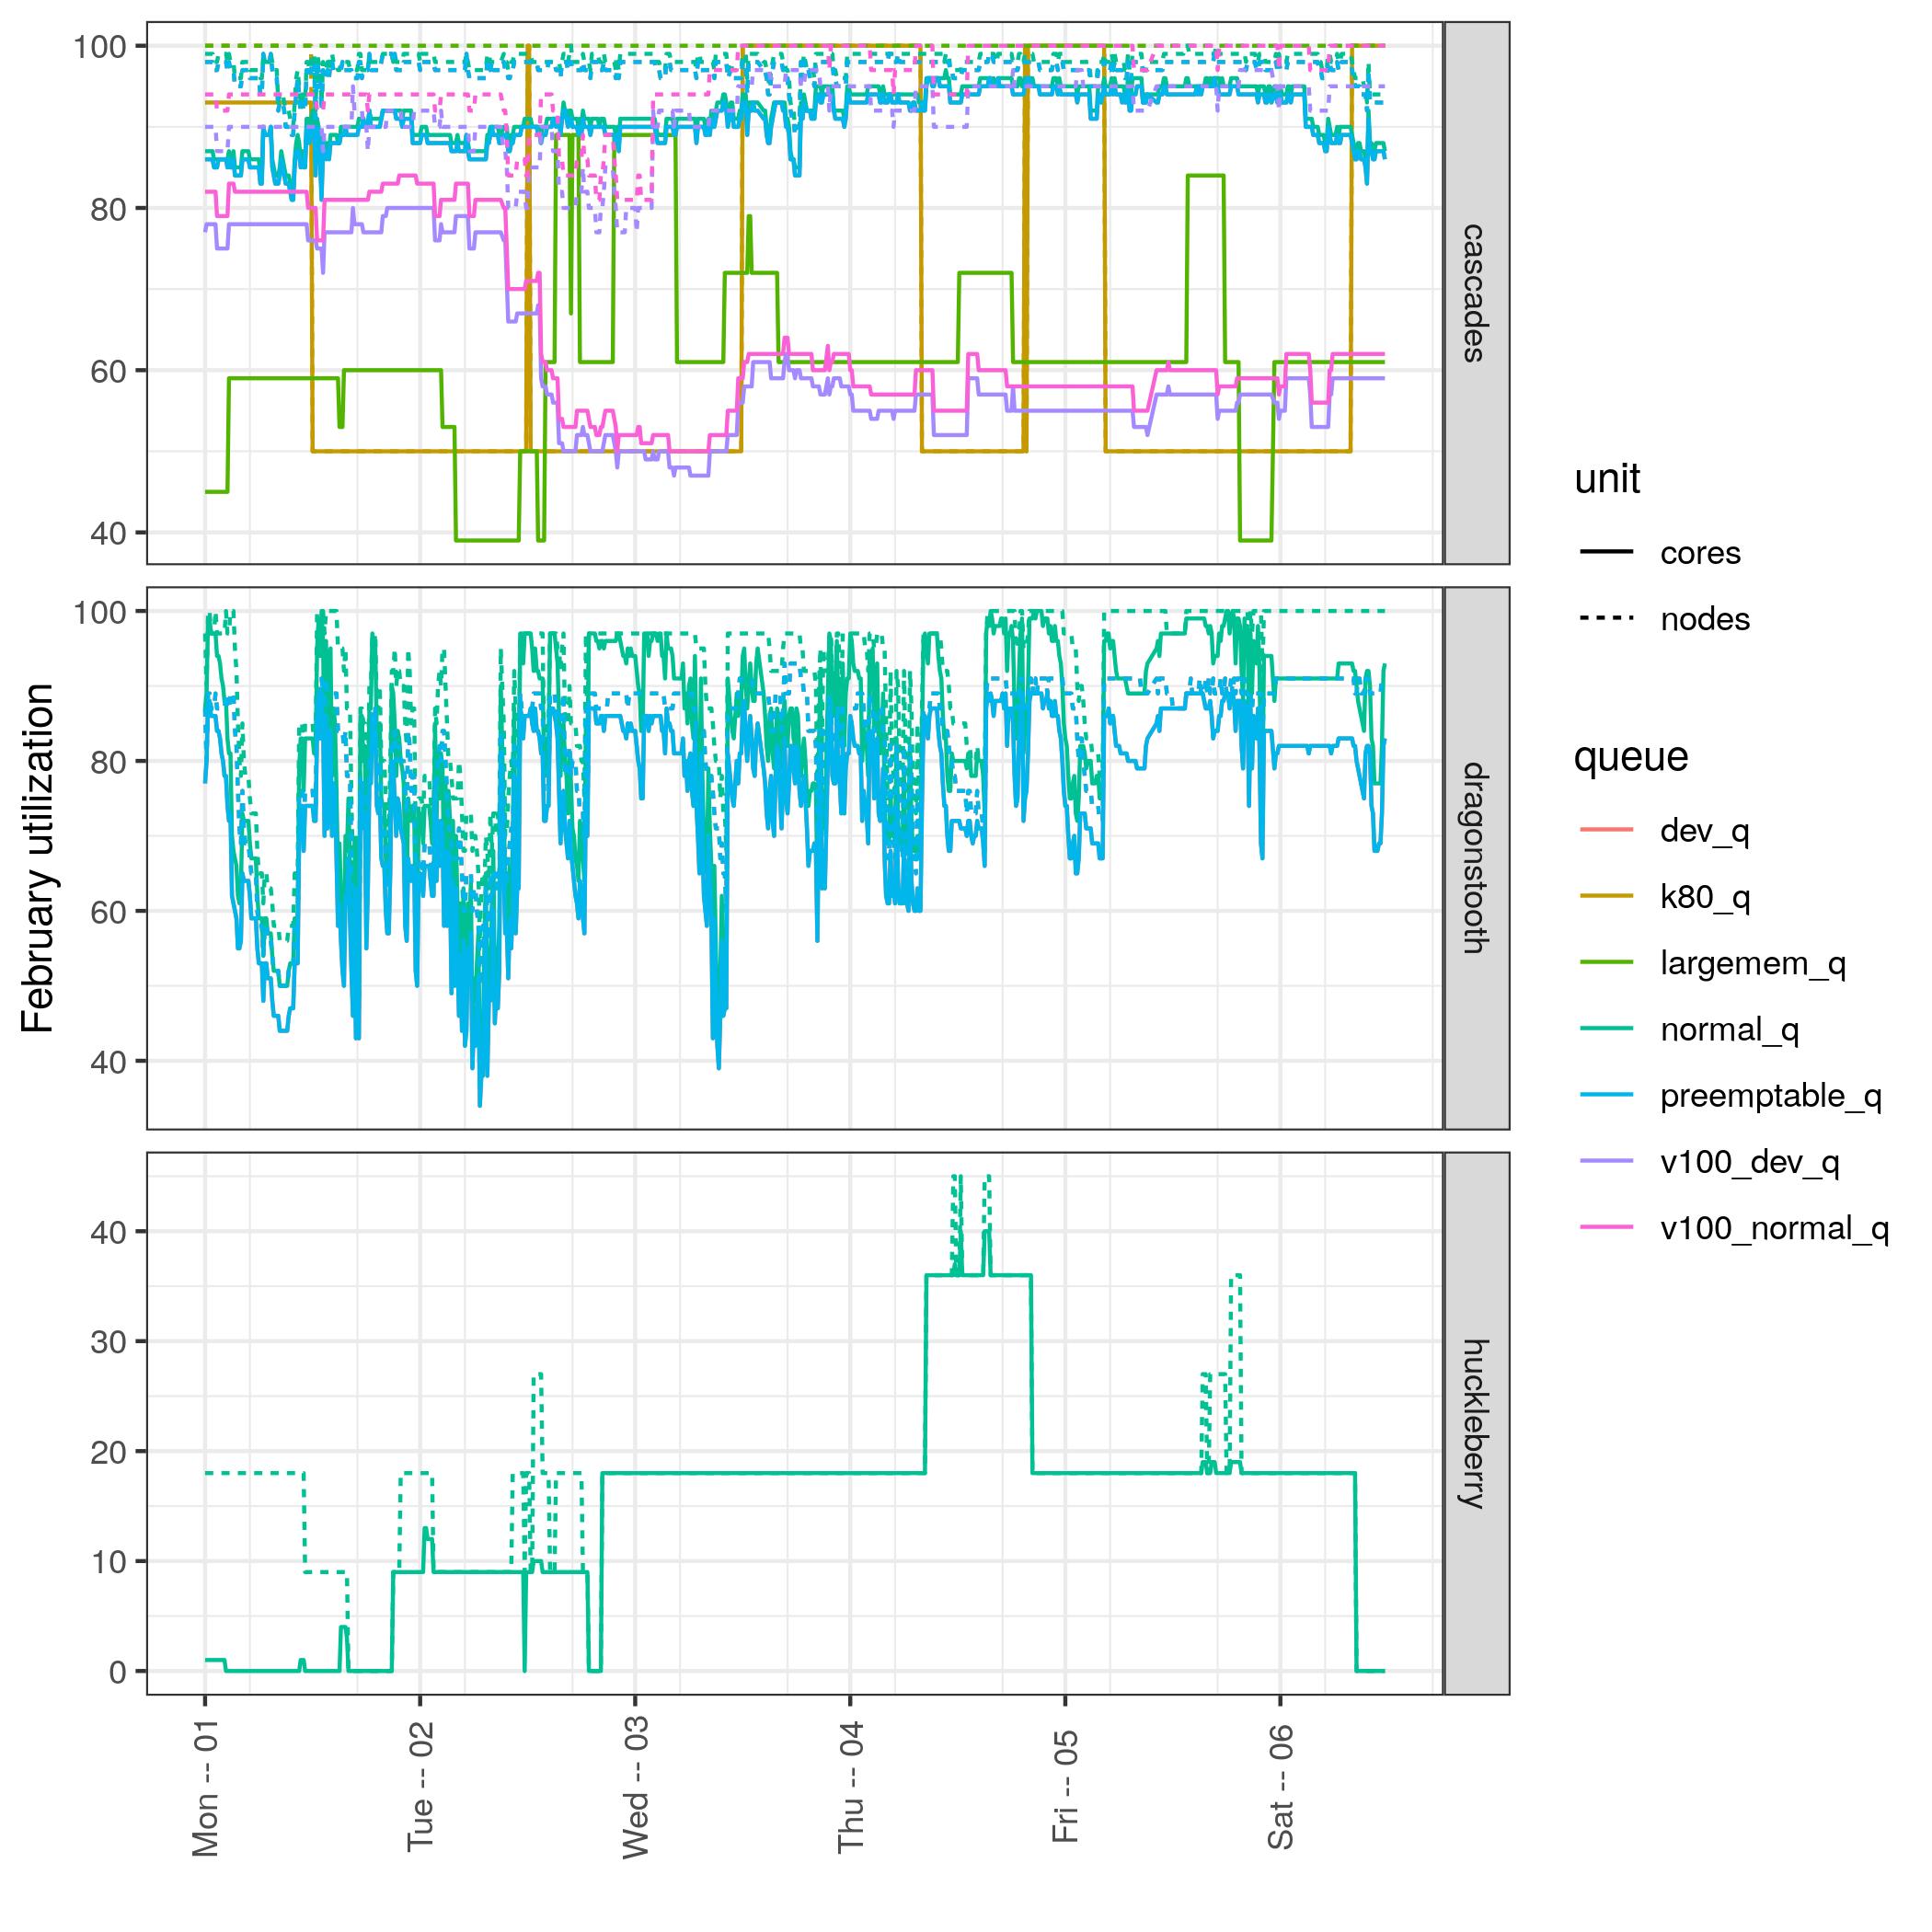 February utilization
100
80
60
40
cascades
100
80
60
40
dragonstooth
40
30
20
10
0
huckleberry
Mon -- 01
Tue -- 02
Wed -- 03
Thu -- 04
Fri -- 05
Sat -- 06
unit
cores
nodes
queue
dev_q
k80_q
largemem_q
normal_q
preemptable_q
v100_dev_q
v100_normal_q